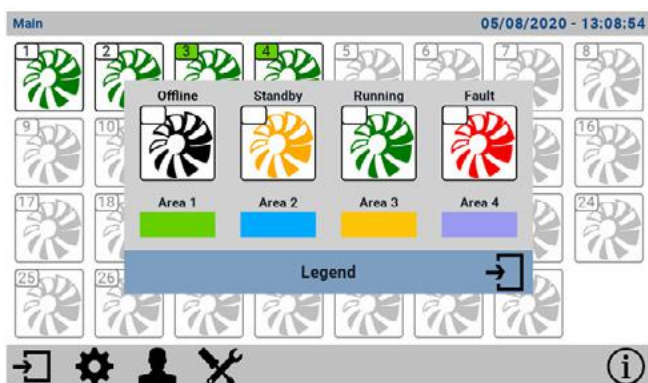 Main 05/08/2020 - 13:08:54
1 2 3 4 5 6 7 8
Offline Standby Running Fault
9 10 16
Area 1 Area 2 Area 3 Area 4
17 18 24
Legend
25 26
i